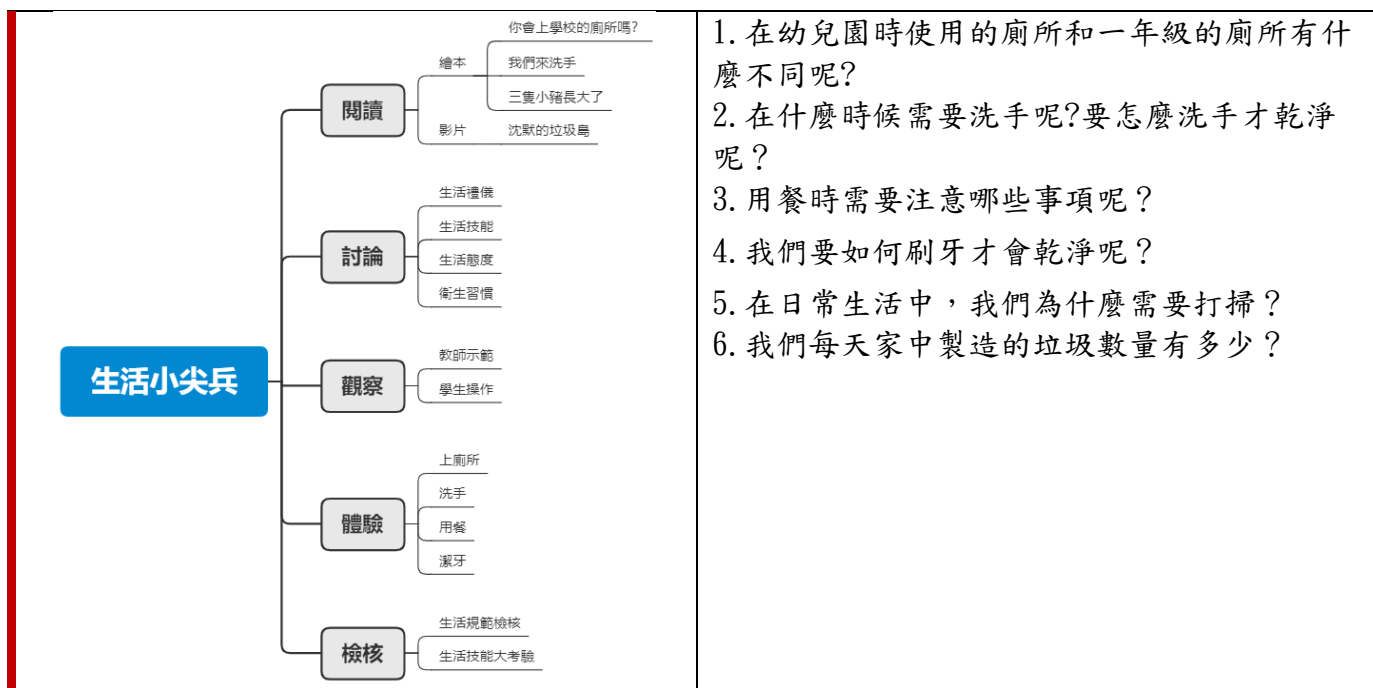 生活小尖兵
閱讀
繪本
你會上學校的廁所嗎?
我們來洗手
三隻小豬長大了
影片
沈默的垃圾島
討論
生活禮儀
生活技能
生活態度
衛生習慣
觀察
教師示範
學生操作
體驗
上廁所
洗手
用餐
潔牙
檢核
生活規範檢核
生活技能大考驗
1.在幼兒園時使用的廁所和一年級的廁所有什
麼不同呢?
2.在什麼時候需要洗手呢?要怎麼洗手才乾淨
呢？
3.用餐時需要注意哪些事項呢？
4.我們要如何刷牙才會乾淨呢？
5.在日常生活中，我們為什麼需要打掃？
6.我們每天家中製造的垃圾數量有多少？